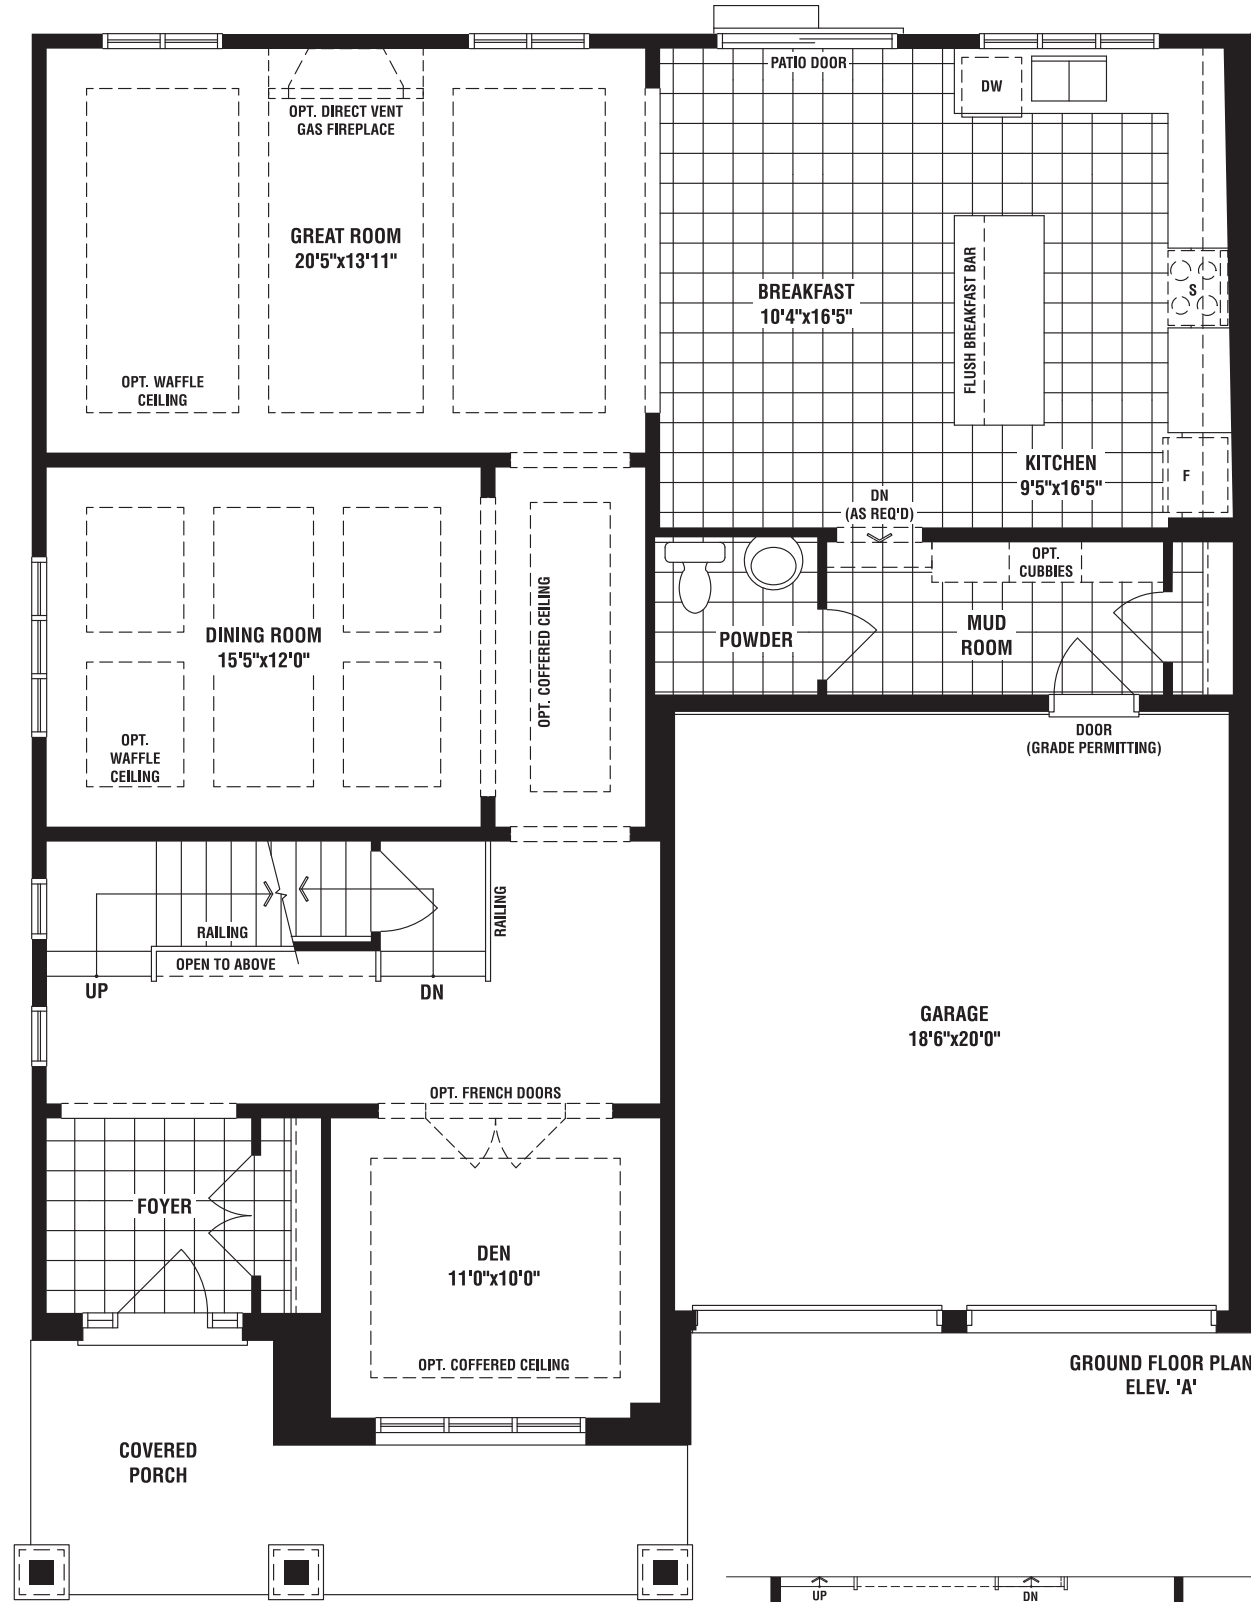 PATIO DOOR
DW
OPT. DIRECT VENT
GAS FIREPLACE
GREAT ROOM
20'5"x13'11"
BREAKFAST
10'4"x16'5"
FLUSH BREAKFAST BAR
S
OPT. WAFFLE
CEILING
KITCHEN
9'5"x16'5"
F
DN
(AS REQ'D)
OPT.
CUBBIES
OPT. COFFERED CEILING
DINING ROOM
15'5"x12'0"
POWDER
MUD
ROOM
OPT.
WAFFLE
CEILING
DOOR
(GRADE PERMITTING)
RAILING
RAILING
OPEN TO ABOVE
UP
DN
GARAGE
18'6"x20'0"
OPT. FRENCH DOORS
FOYER
DEN
11'0"x10'0"
OPT. COFFERED CEILING
GROUND FLOOR PLAN
ELEV. 'A'
COVERED
PORCH
UP
DN